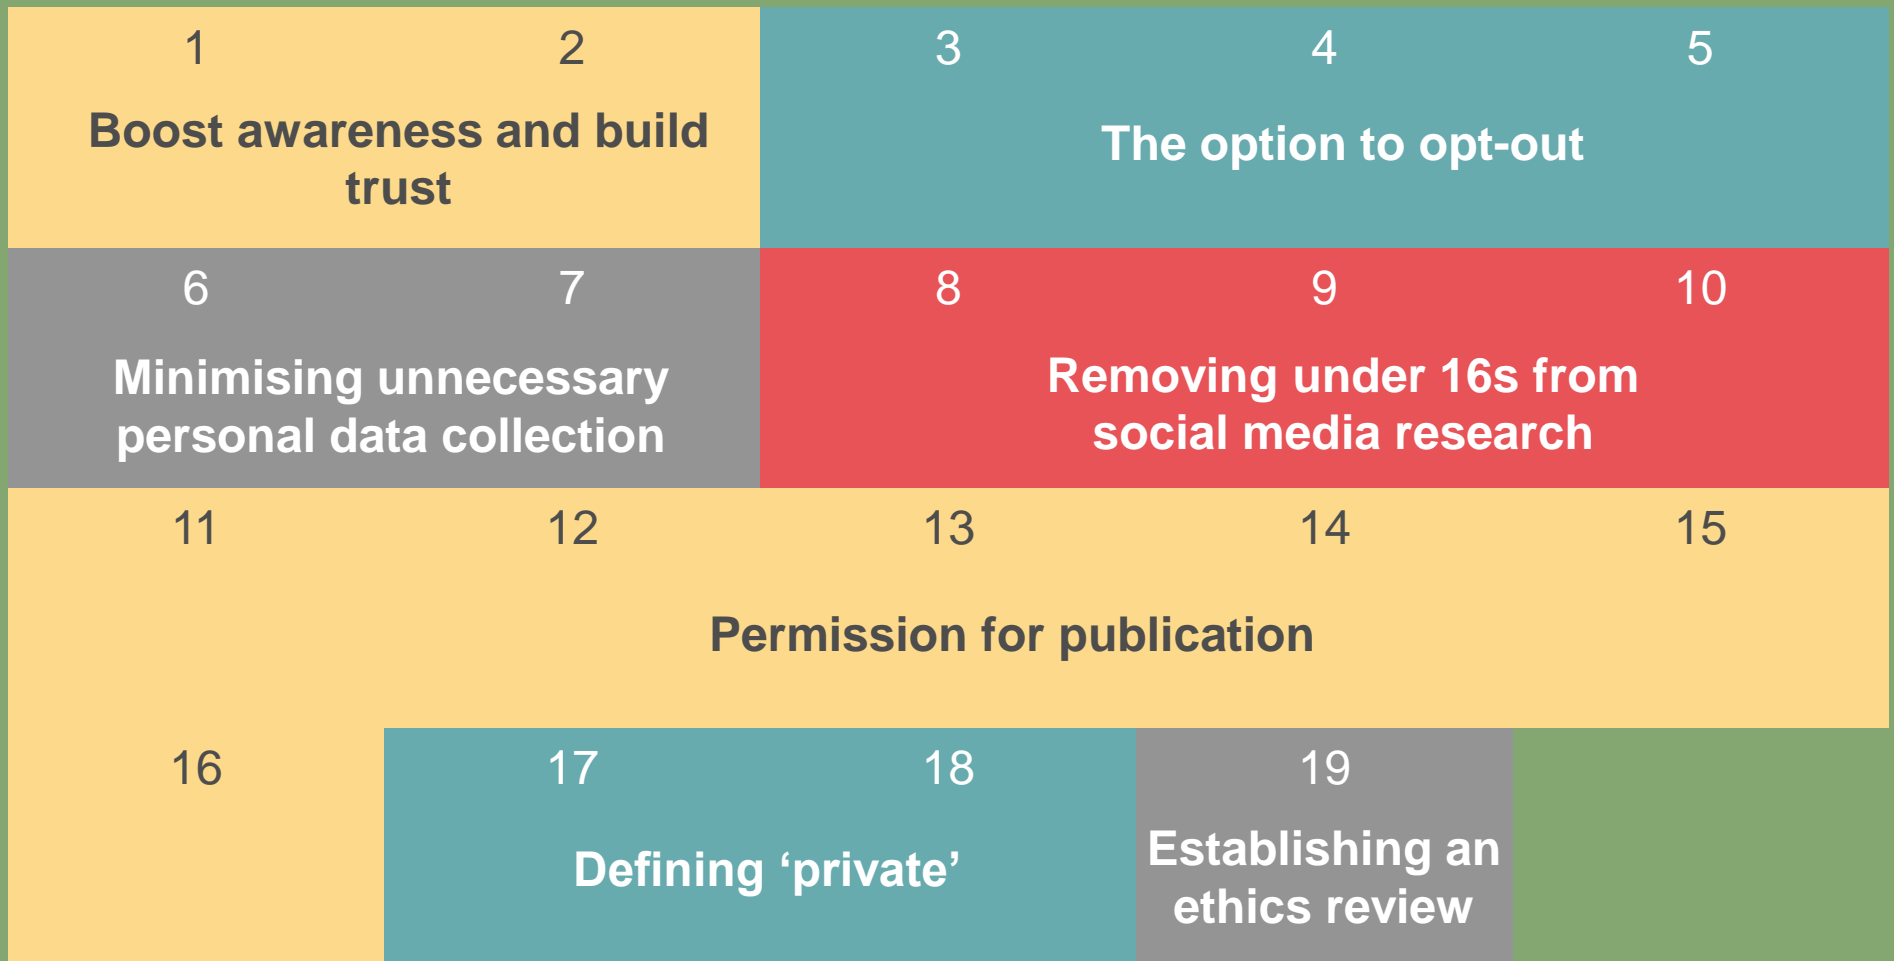 1 2 3 4 5
Boost awareness and build
trust
The option to opt-out
6 7 8 9 10
Minimising unnecessary
personal data collection
Removing under 16s from
social media research
11 12 13 14 15
Permission for publication
16 17 18 19
Defining ‘private’
Establishing an
ethics review